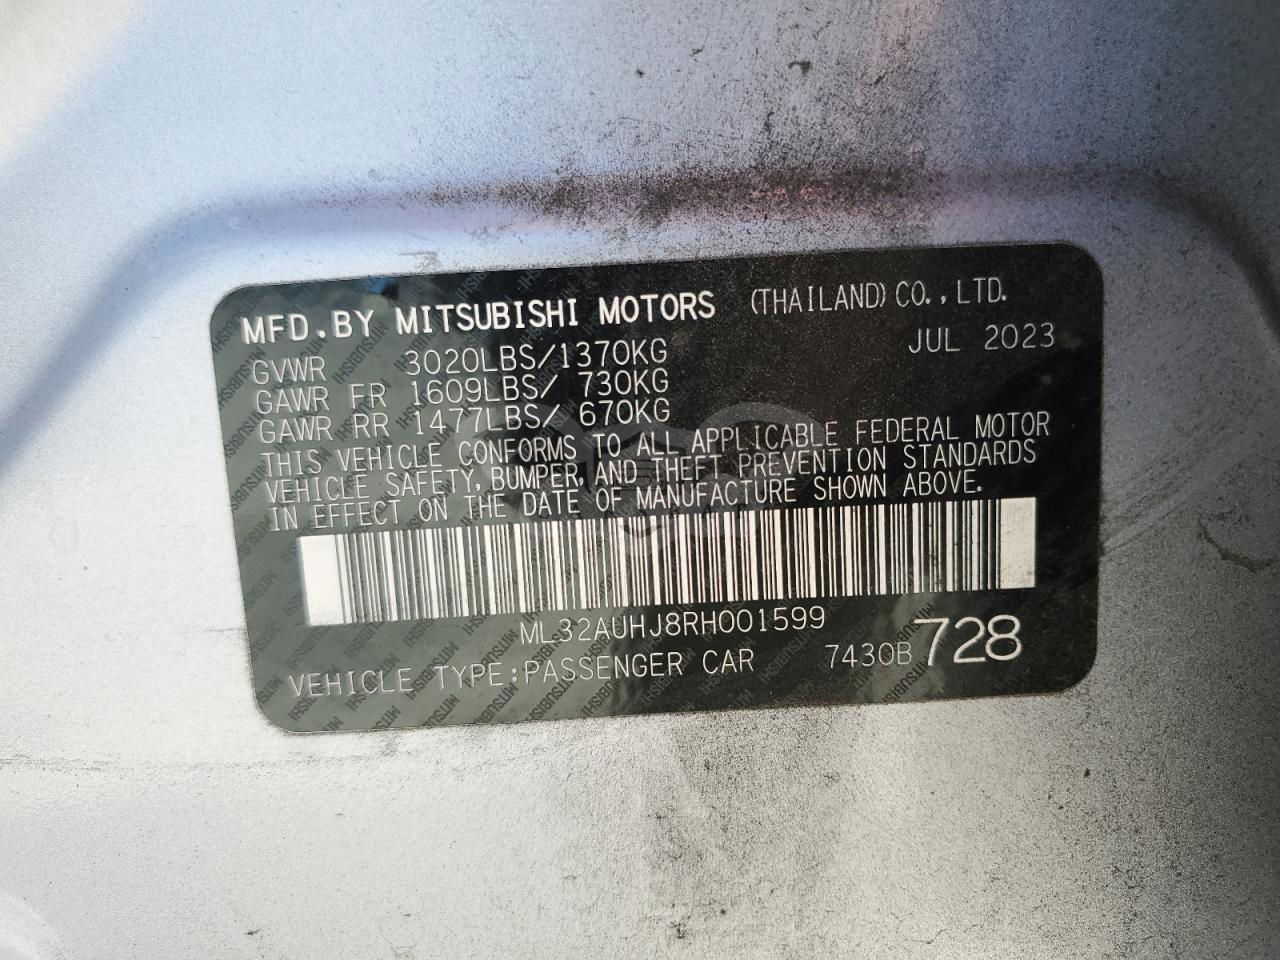 MFD.BY MITSUBISHI MOTORS (THAILAND)CO.,LTD.
GVWR 3020LBS/1370KG JUL 2023
GAWR FR 1609LBS/ 730KG
GAWR RR 1477LBS/ 670KG
THIS VEHICLE CONFORMS TO ALL APPLICABLE FEDERAL MOTOR
VEHICLE SAFETY, BUMPER, AND THEFT PREVENTION STANDARDS
IN EFFECT ON THE DATE OF MANUFACTURE SHOWN ABOVE.
ML32AUHJ8RH001599
VEHICLE TYPE:PASSENGER CAR 7430B 728